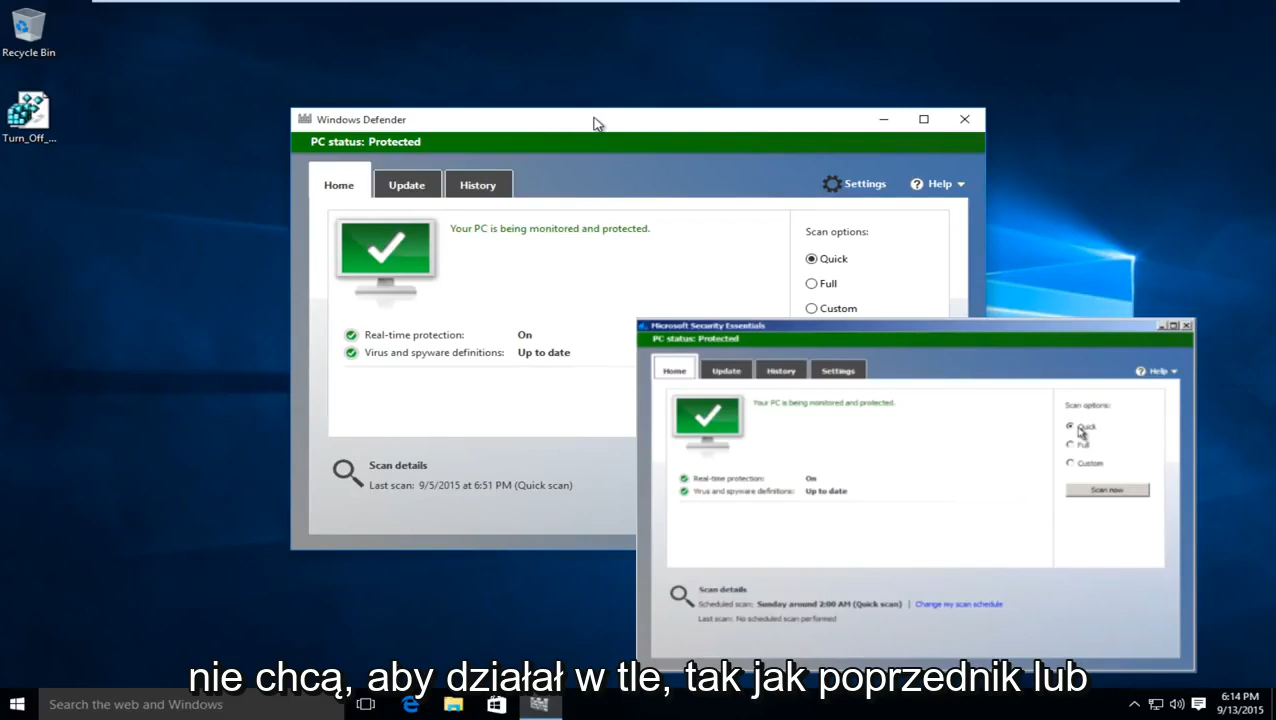 Recycle Bin
Turn_Off_...
Windows Defender
PC status: Protected
Home
Update
History
Settings
Help
Your PC is being monitored and protected.
Scan options:
Quick
Full
Custom
Real-time protection: On
Virus and spyware definitions: Up to date
Scan details
Last scan: 9/5/2015 at 6:51 PM (Quick scan)
Microsoft Security Essentials
PC status: Protected
Home
Update
History
Settings
Help
Your PC is being monitored and protected.
Scan options:
Quick
Full
Custom
Scan now
Real-time protection: On
Virus and spyware definitions: Up to date
Scan details
Scheduled scan: Sunday around 2:00 AM (Quick scan) | Change my scan schedule
Last scan: No scheduled scan performed
nie chcą, aby działał w tle, tak jak poprzednik lub
Search the web and Windows
6:14 PM
9/13/2015